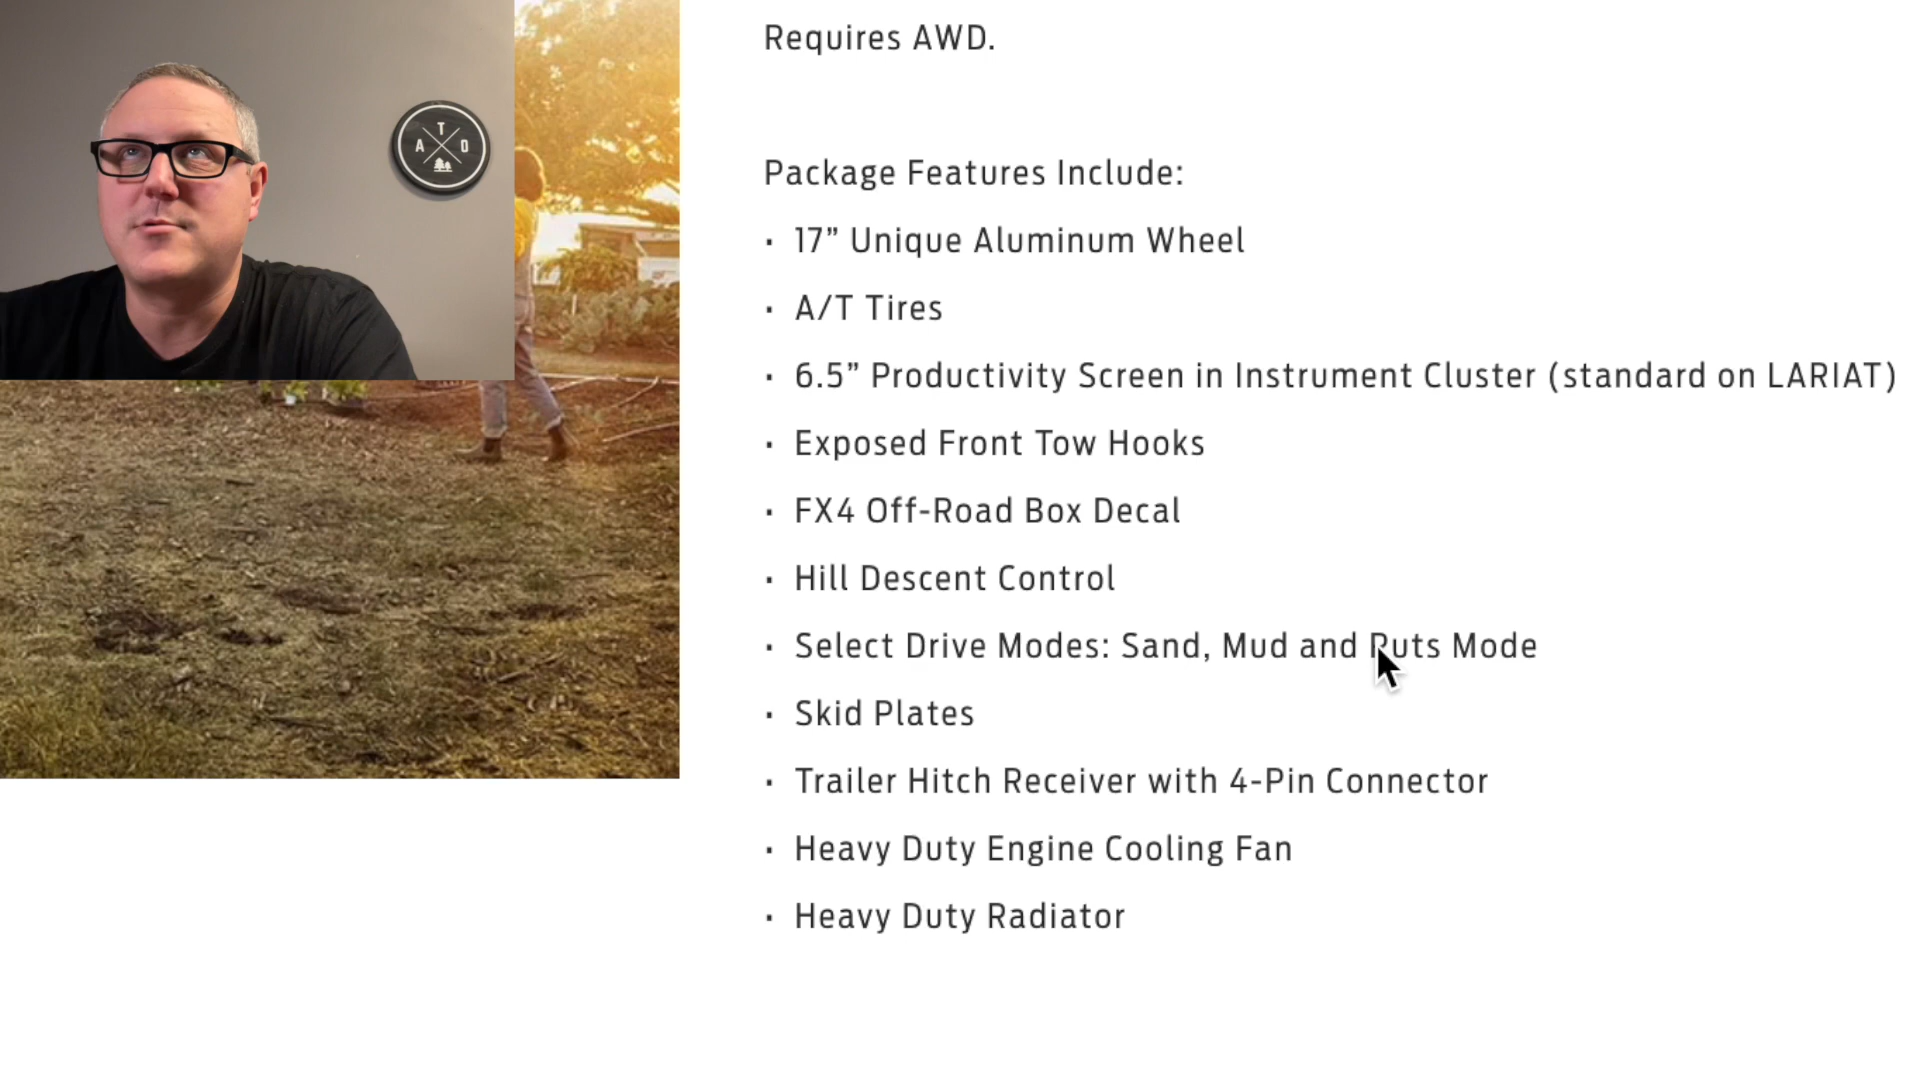 T
A O
Requires AWD.
Package Features Include:
· 17” Unique Aluminum Wheel
· A/T Tires
· 6.5” Productivity Screen in Instrument Cluster (standard on LARIAT)
· Exposed Front Tow Hooks
· FX4 Off-Road Box Decal
· Hill Descent Control
· Select Drive Modes: Sand, Mud and Ruts Mode
· Skid Plates
· Trailer Hitch Receiver with 4-Pin Connector
· Heavy Duty Engine Cooling Fan
· Heavy Duty Radiator